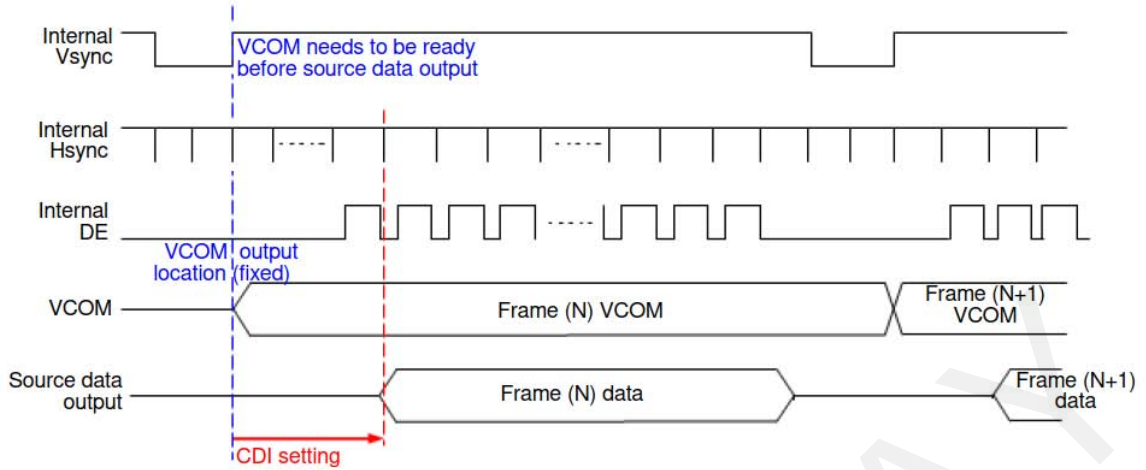 Internal
Vsync
VCOM needs to be ready
before source data output
Internal
Hsync
Internal
DE
VCOM output
location (fixed)
VCOM
Frame (N) VCOM
Frame (N+1)
VCOM
Source data
output
Frame (N) data
Frame (N+1)
data
CDI setting